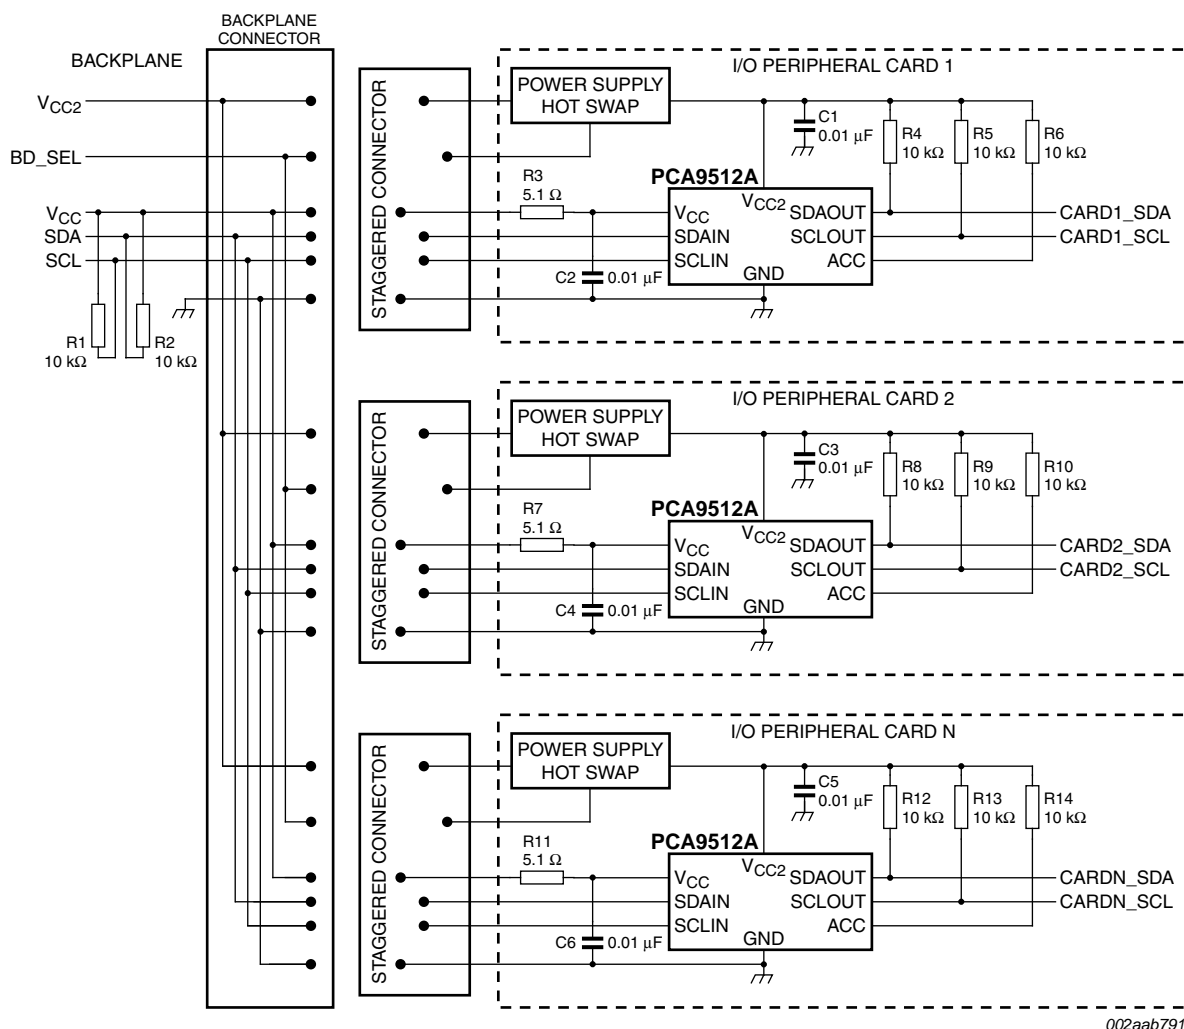 BACKPLANE
CONNECTOR
BACKPLANE
VCC2
BD_SEL
VCC
SDA
SCL
R1
10 kΩ
R2
10 kΩ
STAGGERED CONNECTOR
I/O PERIPHERAL CARD 1
POWER SUPPLY
HOT SWAP
C1
0.01 μF
R4
10 kΩ
R5
10 kΩ
R6
10 kΩ
R3
5.1 Ω
PCA9512A
VCC
VCC2
SDAOUT
CARD1_SDA
SDAIN
SCLOUT
CARD1_SCL
SCLIN
ACC
GND
C2
0.01 μF
STAGGERED CONNECTOR
I/O PERIPHERAL CARD 2
POWER SUPPLY
HOT SWAP
C3
0.01 μF
R8
10 kΩ
R9
10 kΩ
R10
10 kΩ
R7
5.1 Ω
PCA9512A
VCC
VCC2
SDAOUT
CARD2_SDA
SDAIN
SCLOUT
CARD2_SCL
SCLIN
ACC
GND
C4
0.01 μF
STAGGERED CONNECTOR
I/O PERIPHERAL CARD N
POWER SUPPLY
HOT SWAP
C5
0.01 μF
R12
10 kΩ
R13
10 kΩ
R14
10 kΩ
R11
5.1 Ω
PCA9512A
VCC
VCC2
SDAOUT
CARDN_SDA
SDAIN
SCLOUT
CARDN_SCL
SCLIN
ACC
GND
C6
0.01 μF
002aab791